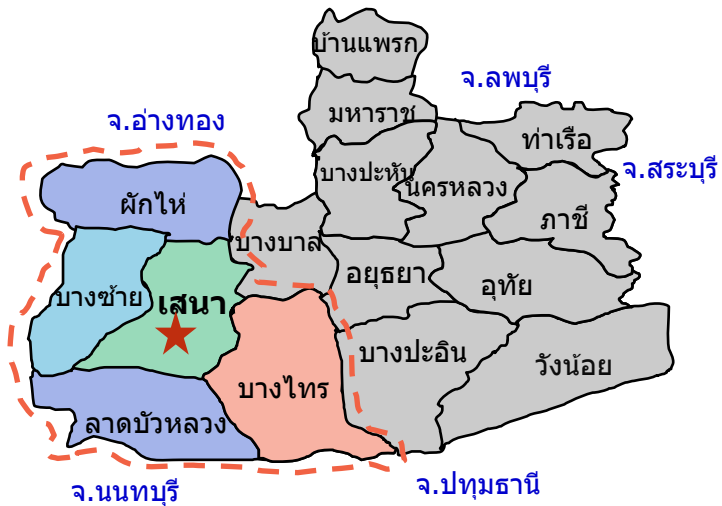 บ้านแพรก
จ.ลพบุรี
มหาราช
จ.อ่างทอง
ท่าเรือ
บางปะหัน
นครหลวง
จ.สระบุรี
ผักไห่
ภาชี
บางบาล
อยุธยา
อุทัย
บางซ้าย
เสนา
บางปะอิน
วังน้อย
บางไทร
ลาดบัวหลวง
จ.นนทบุรี
จ.ปทุมธานี